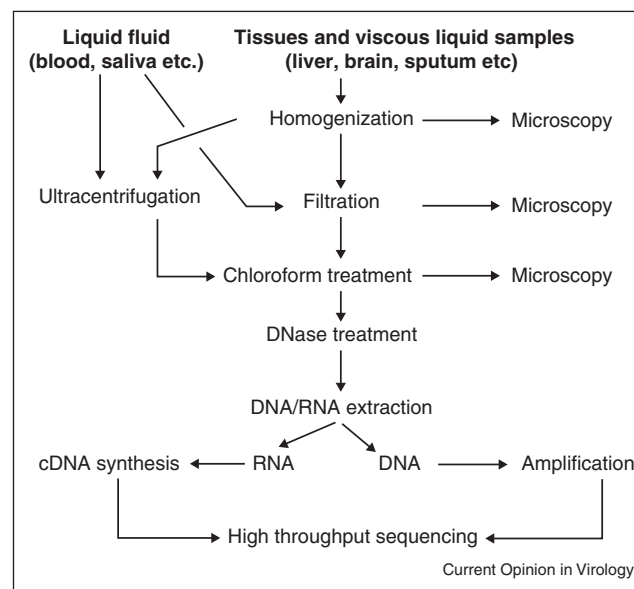 Liquid fluid
(blood, saliva etc.)
Tissues and viscous liquid samples
(liver, brain, sputum etc)
Homogenization
Microscopy
Ultracentrifugation
Filtration
Microscopy
Chloroform treatment
Microscopy
DNase treatment
DNA/RNA extraction
cDNA synthesis
RNA
DNA
Amplification
High throughput sequencing
Current Opinion in Virology